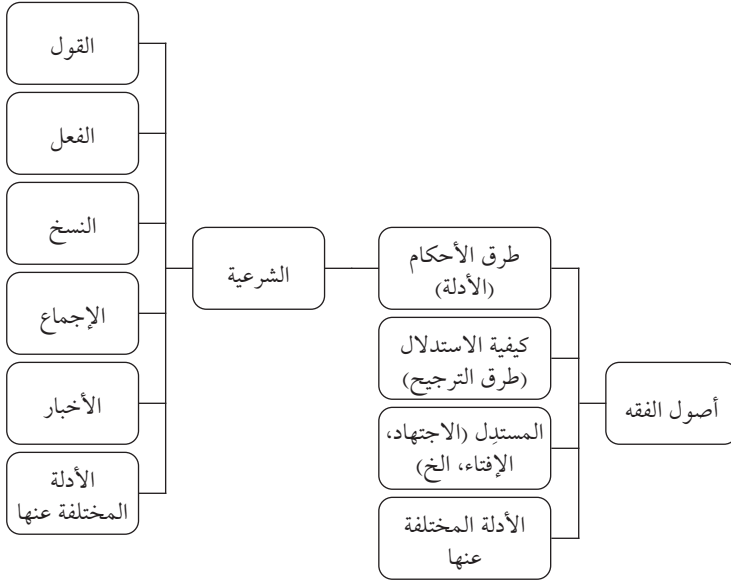 أصول الفقه
طرق الأحكام
(الأدلة)
كيفية الاستدلال
(طرق الترجيح)
المستدِل (الاجتهاد،
الإفتاء، الخ)
الأدلة المختلفة
عنها
الشرعية
القول
الفعل
النسخ
الإجماع
الأخبار
الأدلة
المختلفة عنها